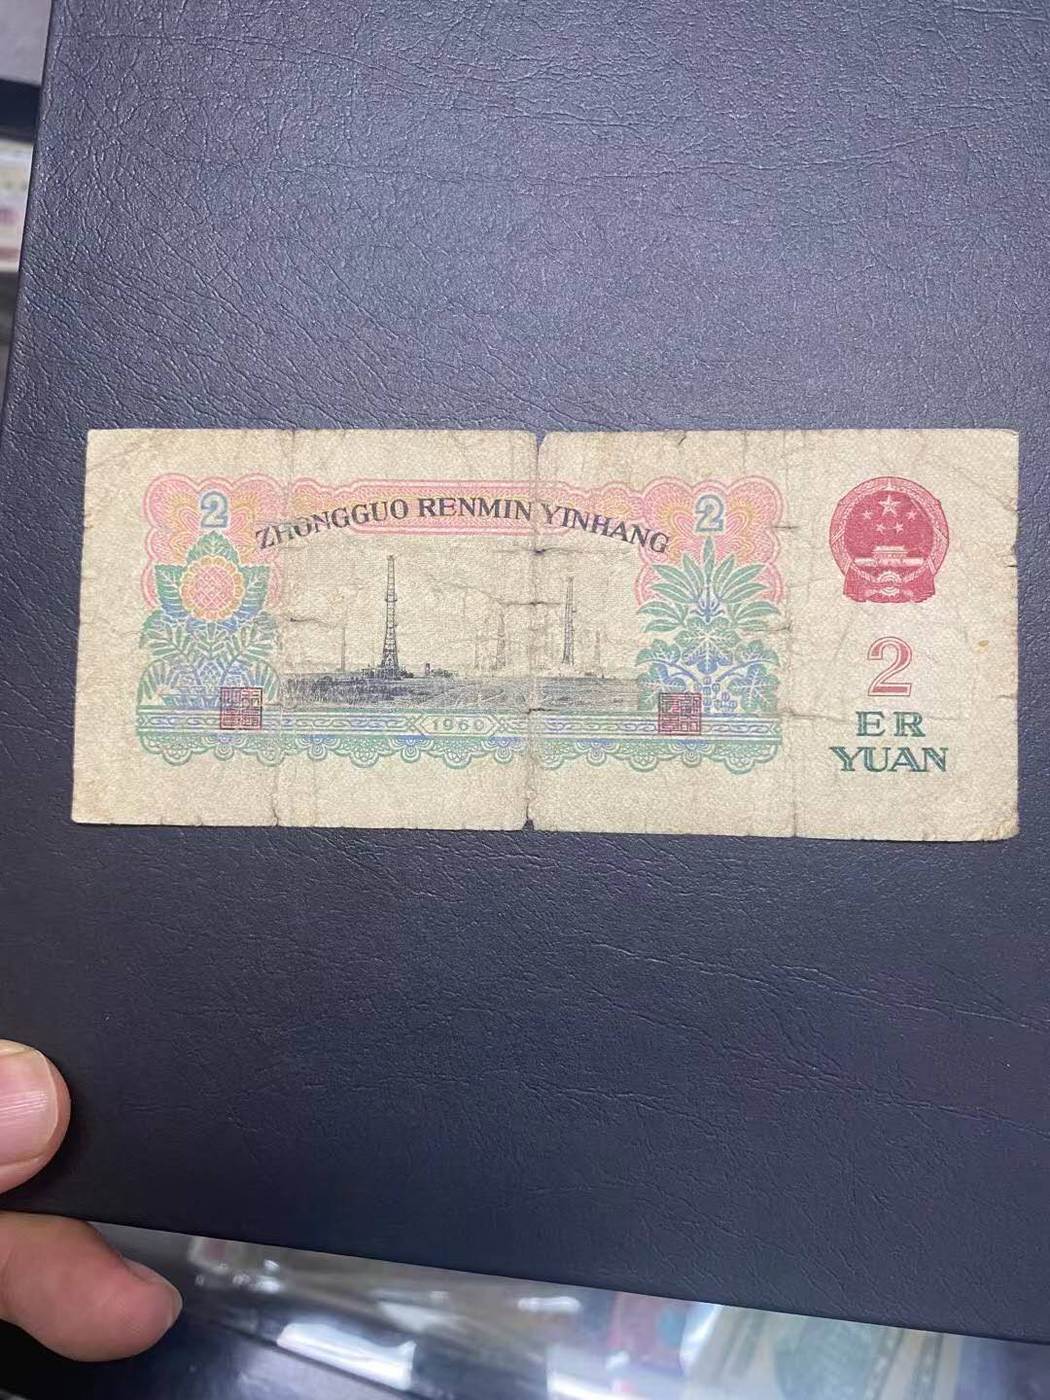 2
ZHONGGUO RENMIN YINHANG
2
1960
2
ER
YUAN